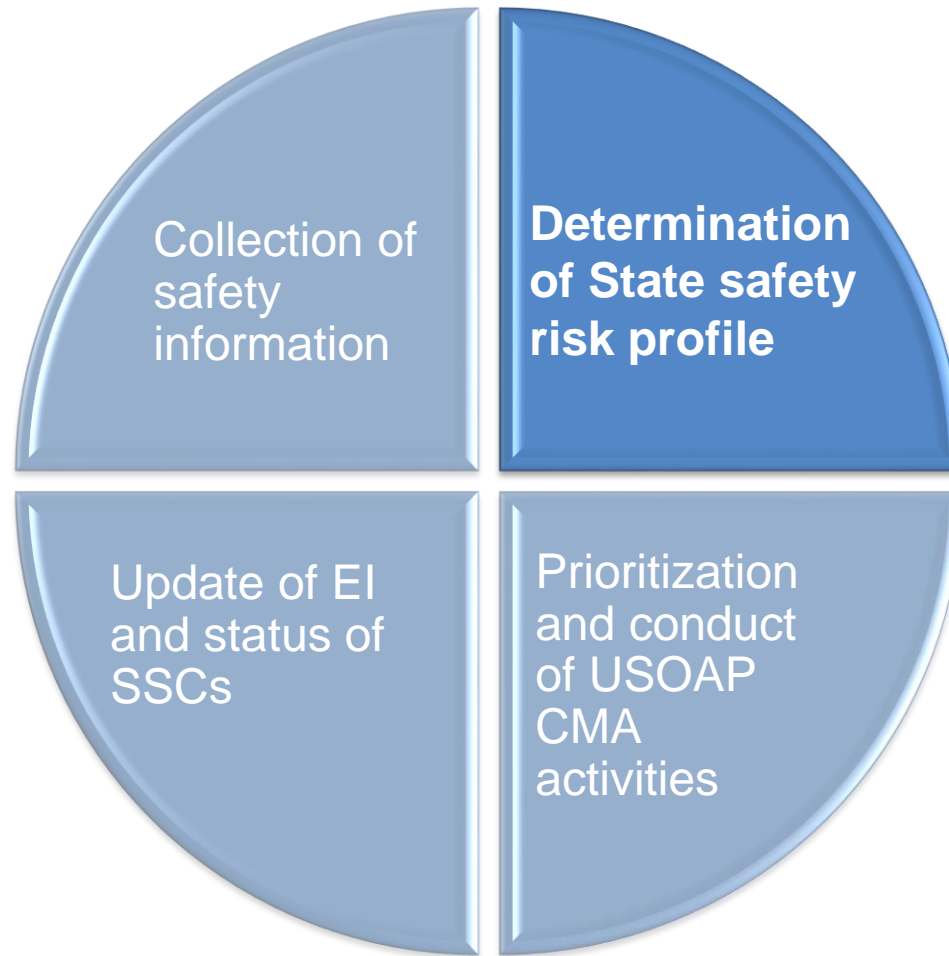 Collection of
safety
information
Determination
of State safety
risk profile
Update of EI
and status of
SSCs
Prioritization
and conduct
of USOAP
CMA
activities